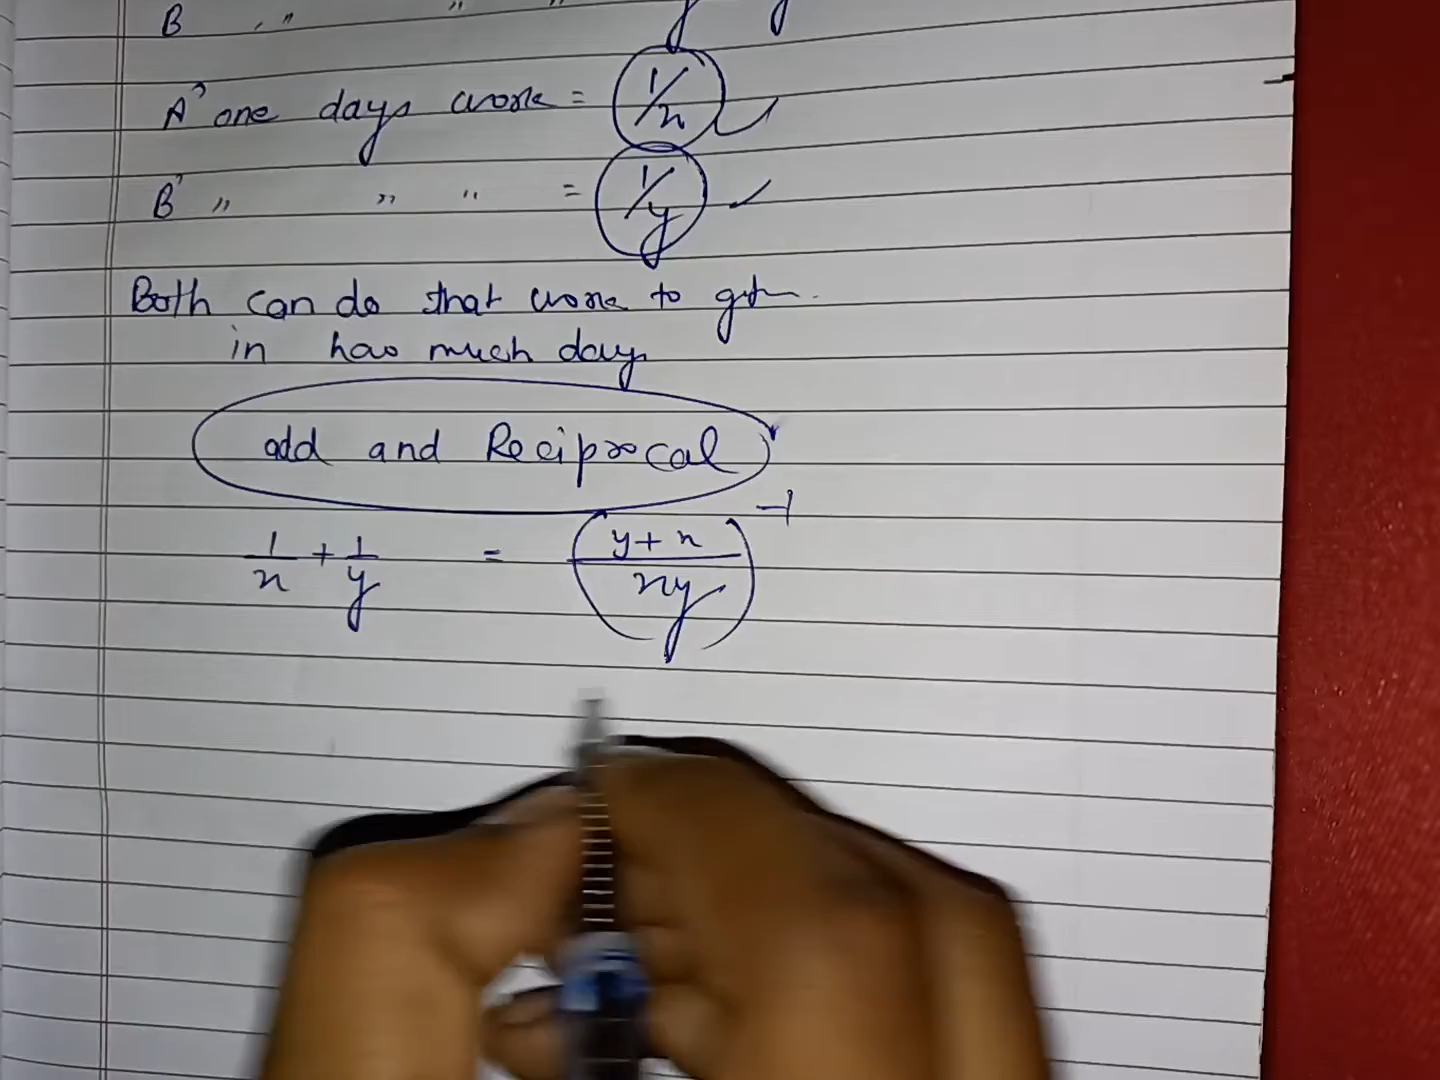 B " " " y
A' one days work = 1/x
B' " " " = 1/y
Both can do that work to gth.
in how much day
add and Reciprocal
1/x + 1/y = (y+x/xy)^-1